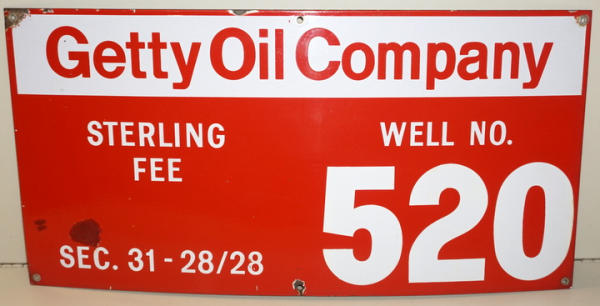 Getty Oil Company
STERLING
FEE
WELL NO.
520
SEC. 31 - 28/28